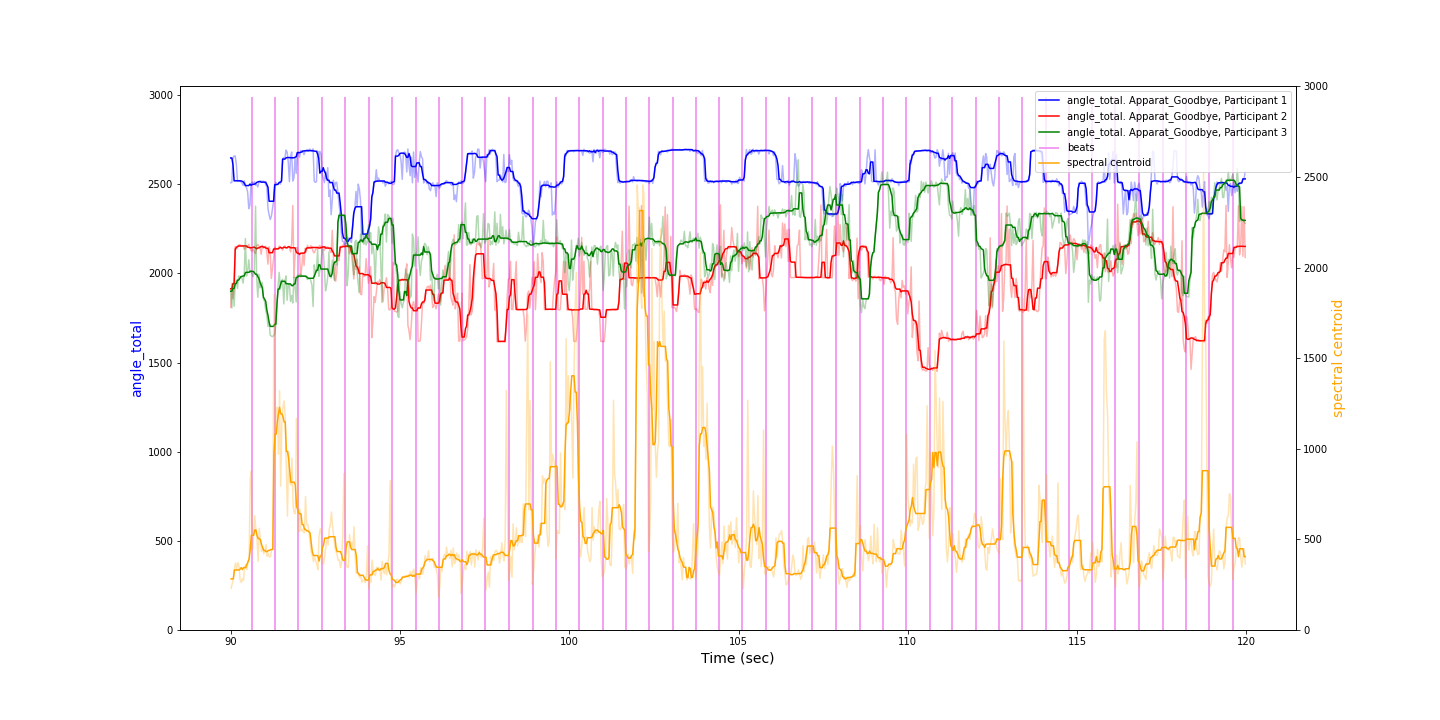 angle_total. Apparat_Goodbye, Participant 1
angle_total. Apparat_Goodbye, Participant 2
angle_total. Apparat_Goodbye, Participant 3
beats
spectral centroid
angle_total
3000
2500
2000
1500
1000
500
0
spectral centroid
3000
2500
2000
1500
1000
500
0
90
95
100
105
110
115
120
Time (sec)